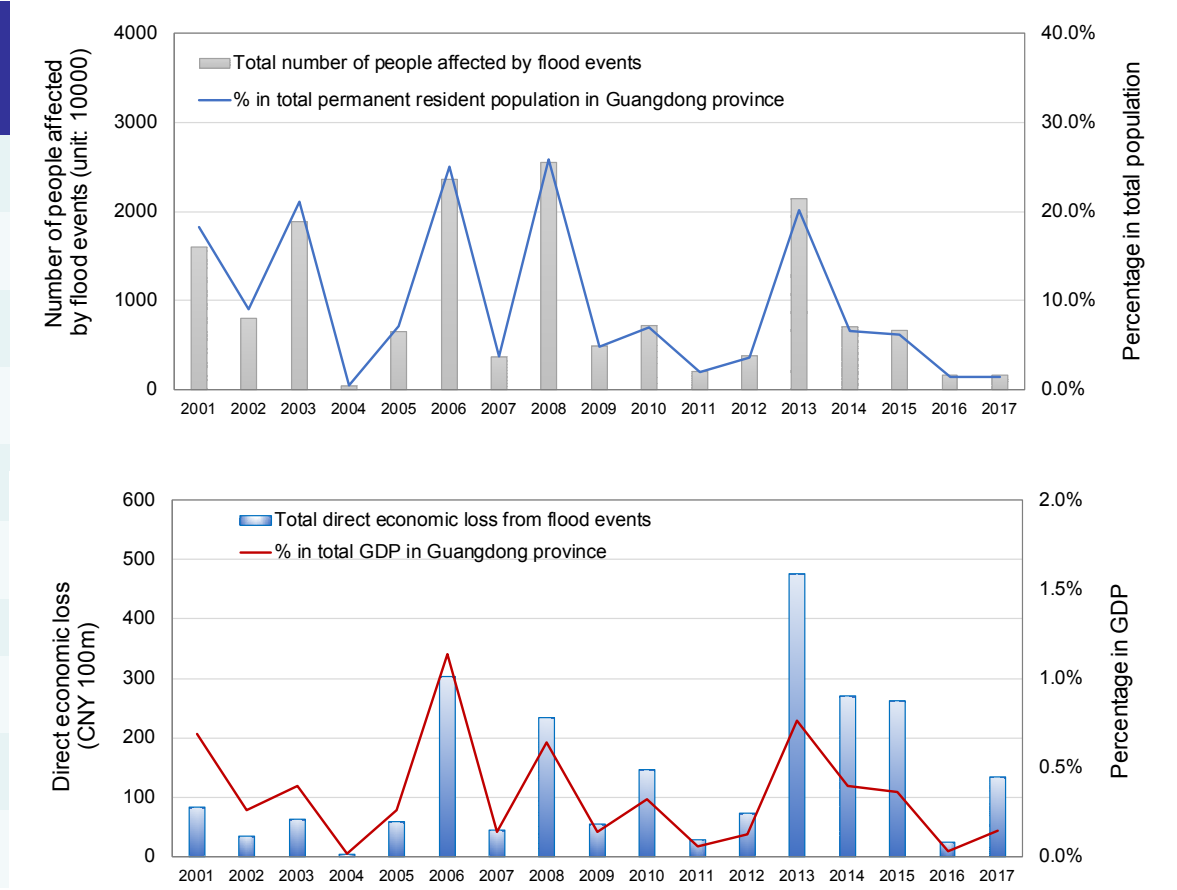 4000
3000
2000
1000
0
Number of people affected
by flood events (unit: 10000)
Total number of people affected by flood events
% in total permanent resident population in Guangdong province
40.0%
30.0%
20.0%
10.0%
0.0%
Percentage in total population
2001 2002 2003 2004 2005 2006 2007 2008 2009 2010 2011 2012 2013 2014 2015 2016 2017
600
500
400
300
200
100
0
Direct economic loss
(CNY 100m)
Total direct economic loss from flood events
% in total GDP in Guangdong province
2.0%
1.5%
1.0%
0.5%
0.0%
Percentage in GDP
2001 2002 2003 2004 2005 2006 2007 2008 2009 2010 2011 2012 2013 2014 2015 2016 2017